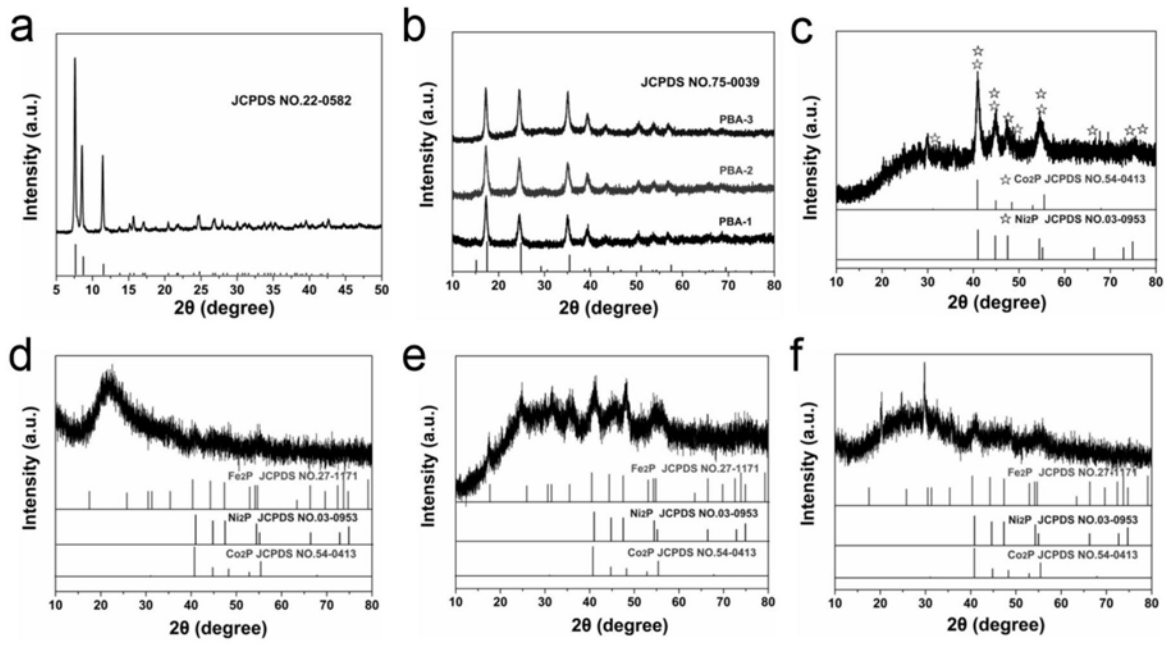 a
Intensity (a.u.)
JCPDS NO.22-0582
5 10 15 20 25 30 35 40 45 50
2θ (degree)
b
Intensity (a.u.)
JCPDS NO.75-0039
PBA-3
PBA-2
PBA-1
10 20 30 40 50 60 70 80
2θ (degree)
c
Intensity (a.u.)
Co2P JCPDS NO.54-0413
Ni2P JCPDS NO.03-0953
10 20 30 40 50 60 70 80
2θ (degree)
d
Intensity (a.u.)
Fe2P JCPDS NO.27-1171
Ni2P JCPDS NO.03-0953
Co2P JCPDS NO.54-0413
10 20 30 40 50 60 70 80
2θ (degree)
e
Intensity (a.u.)
Fe2P JCPDS NO.27-1171
Ni2P JCPDS NO.03-0953
Co2P JCPDS NO.54-0413
10 20 30 40 50 60 70 80
2θ (degree)
f
Intensity (a.u.)
Fe2P JCPDS NO.27-1171
Ni2P JCPDS NO.03-0953
Co2P JCPDS NO.54-0413
10 20 30 40 50 60 70 80
2θ (degree)